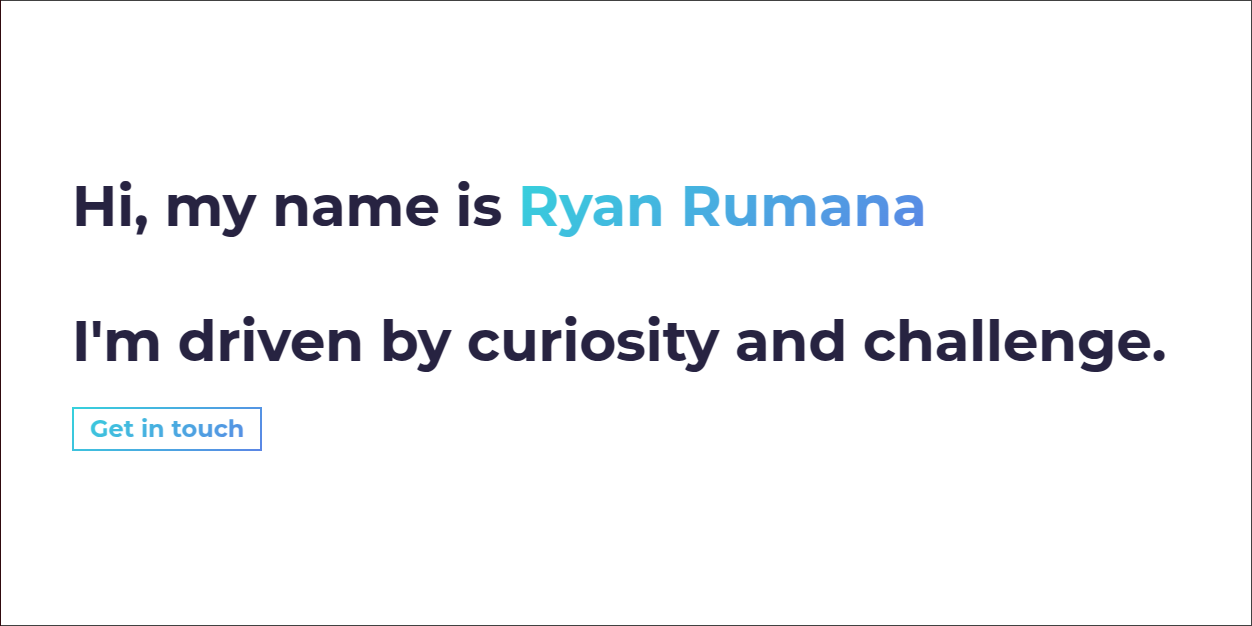 Hi, my name is Ryan Rumana
I'm driven by curiosity and challenge.
Get in touch